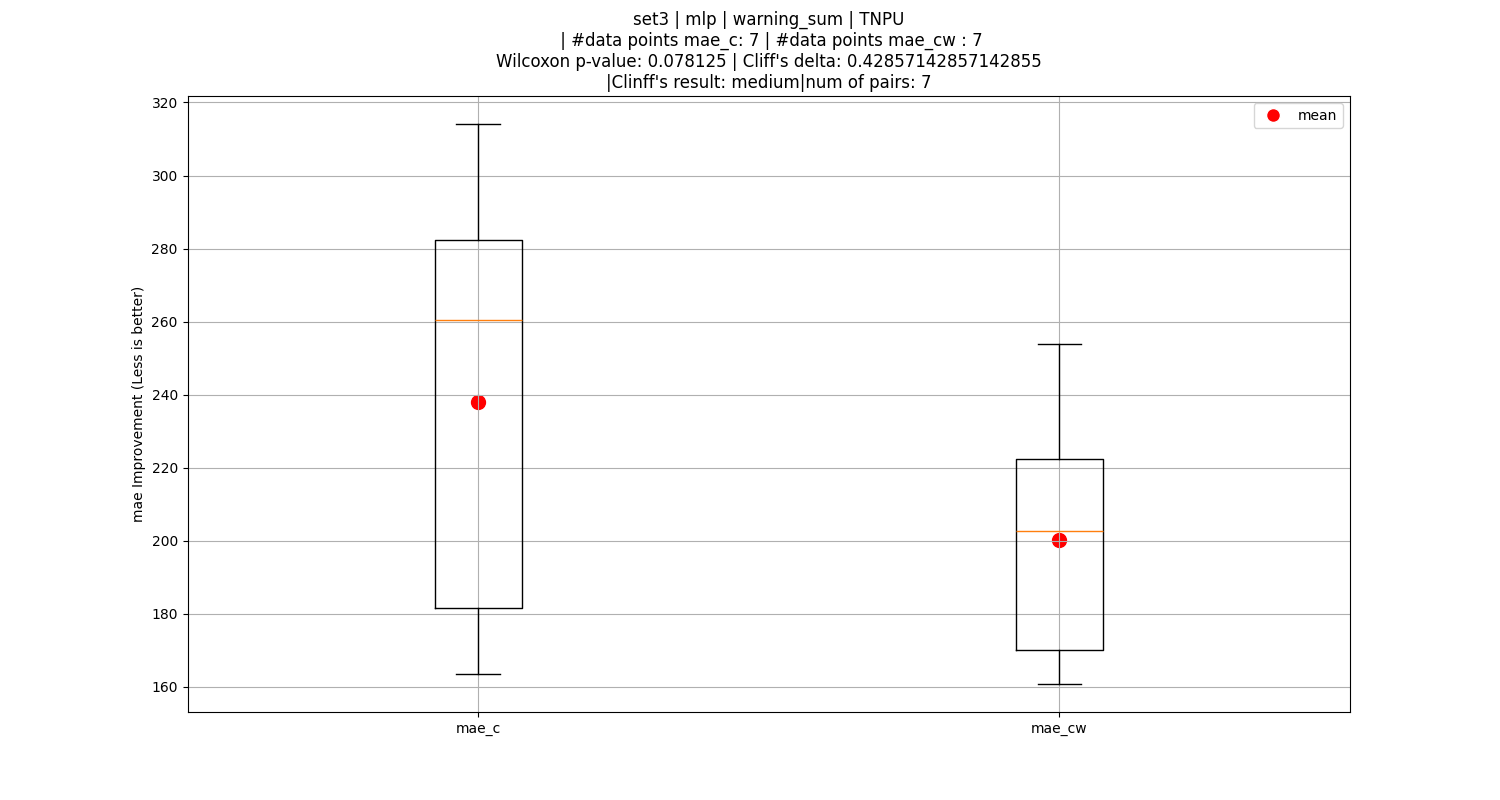 set3 | mlp | warning_sum | TNPU
| #data points mae_c: 7 | #data points mae_cw : 7
Wilcoxon p-value: 0.078125 | Cliff's delta: 0.42857142857142855
|Clinff's result: medium|num of pairs: 7
mean
320
300
280
260
240
220
200
180
160
mae Improvement (Less is better)
mae_c
mae_cw